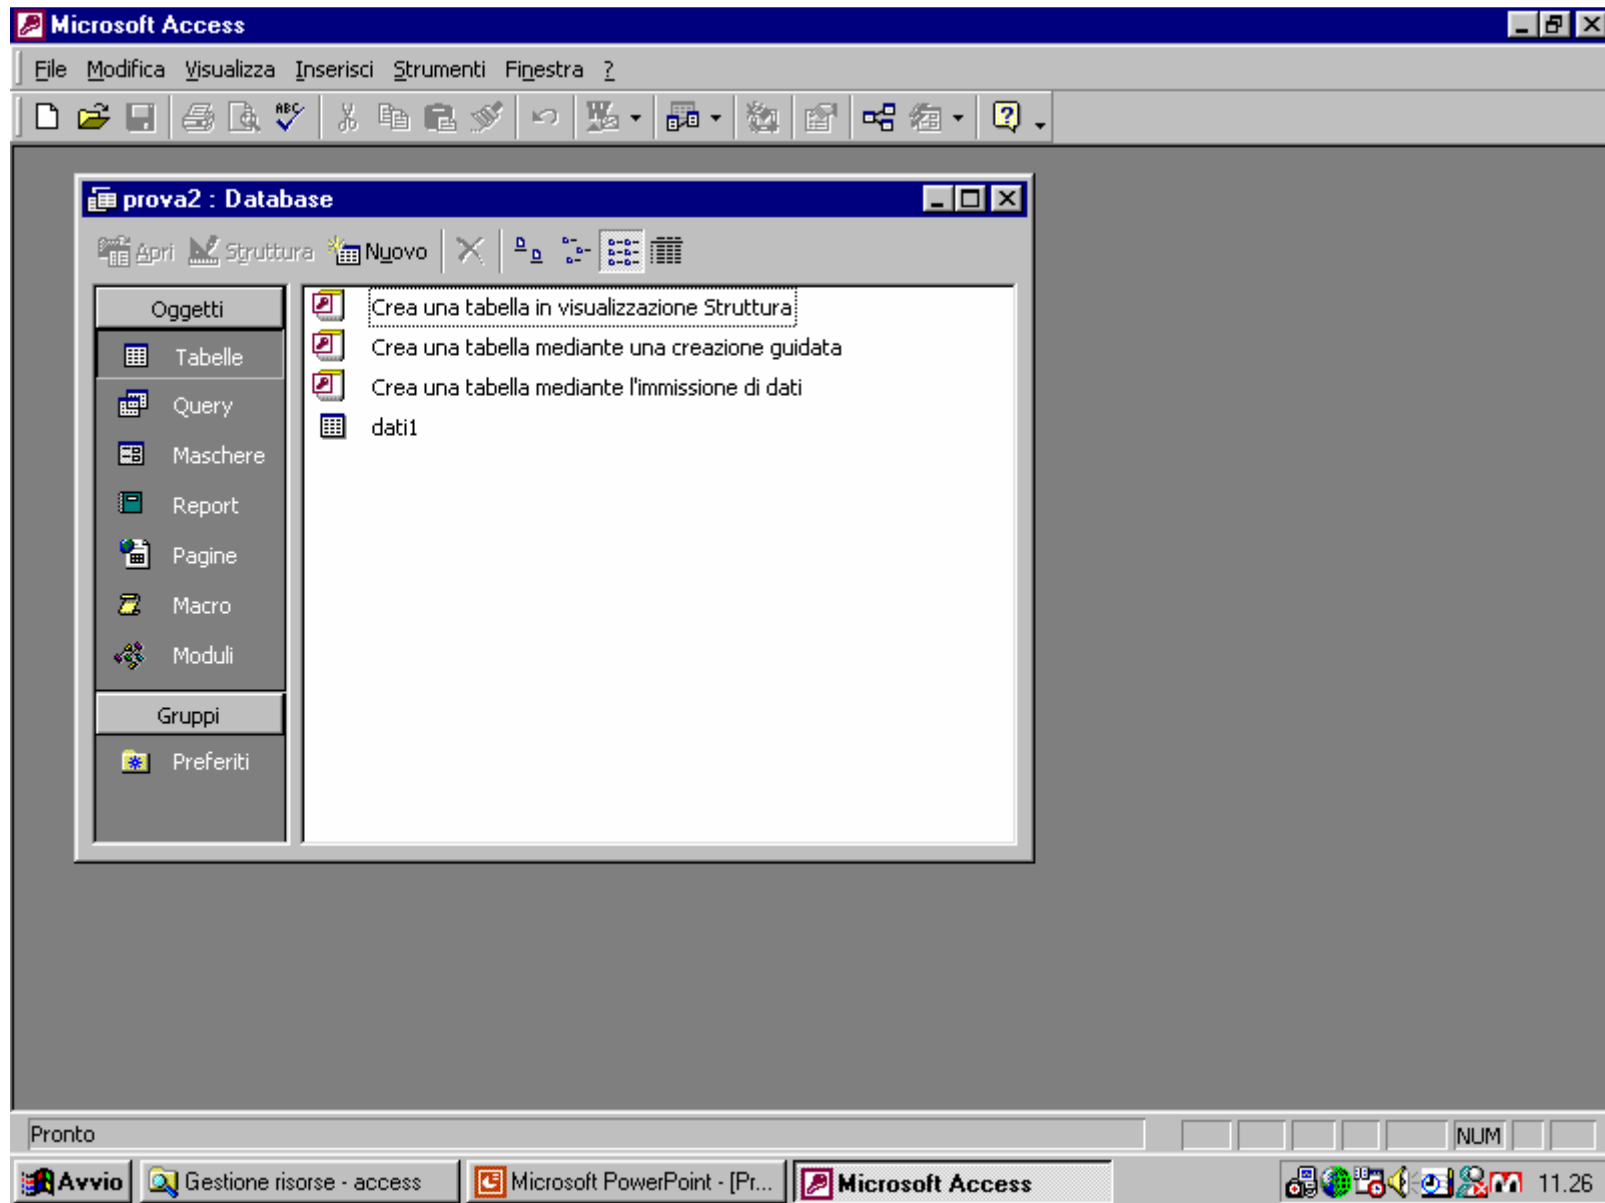 Microsoft Access
File Modifica Visualizza Inserisci Strumenti Finestra ?
ABC
prova2 : Database
Apri Struttura Nuovo
Oggetti
Tabelle
Query
Maschere
Report
Pagine
Macro
Moduli
Gruppi
Preferiti
Crea una tabella in visualizzazione Struttura
Crea una tabella mediante una creazione guidata
Crea una tabella mediante l'immissione di dati
dati1
Pronto NUM
Avvio Gestione risorse - access Microsoft PowerPoint - [Pr... Microsoft Access 11.26